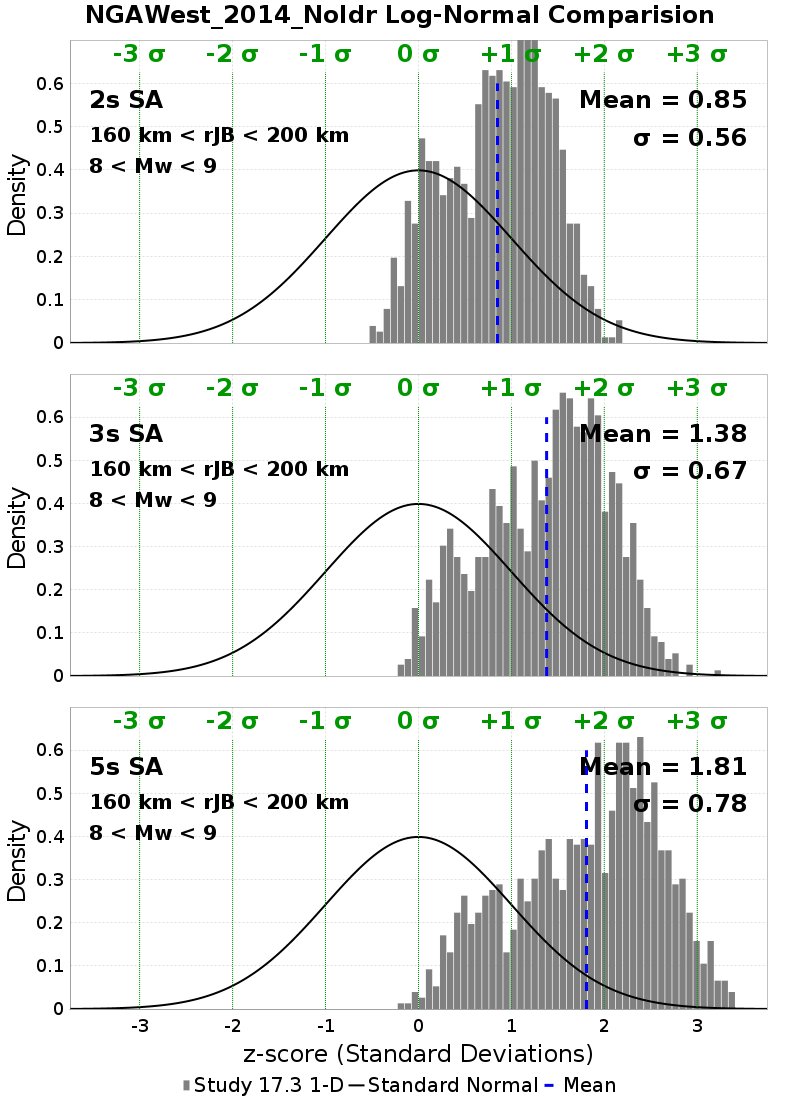 NGAWest_2014_NoIdr Log-Normal Comparision
-3 σ -2 σ -1 σ 0 σ +1 σ +2 σ +3 σ
2s SA
160 km < rJB < 200 km
8 < Mw < 9
Mean = 0.85
σ = 0.56
Density
0.6
0.5
0.4
0.3
0.2
0.1
0
-3 σ -2 σ -1 σ 0 σ +1 σ +2 σ +3 σ
3s SA
160 km < rJB < 200 km
8 < Mw < 9
Mean = 1.38
σ = 0.67
Density
0.6
0.5
0.4
0.3
0.2
0.1
0
-3 σ -2 σ -1 σ 0 σ +1 σ +2 σ +3 σ
5s SA
160 km < rJB < 200 km
8 < Mw < 9
Mean = 1.81
σ = 0.78
Density
0.6
0.5
0.4
0.3
0.2
0.1
0
-3 -2 -1 0 1 2 3
z-score (Standard Deviations)
Study 17.3 1-D Standard Normal Mean